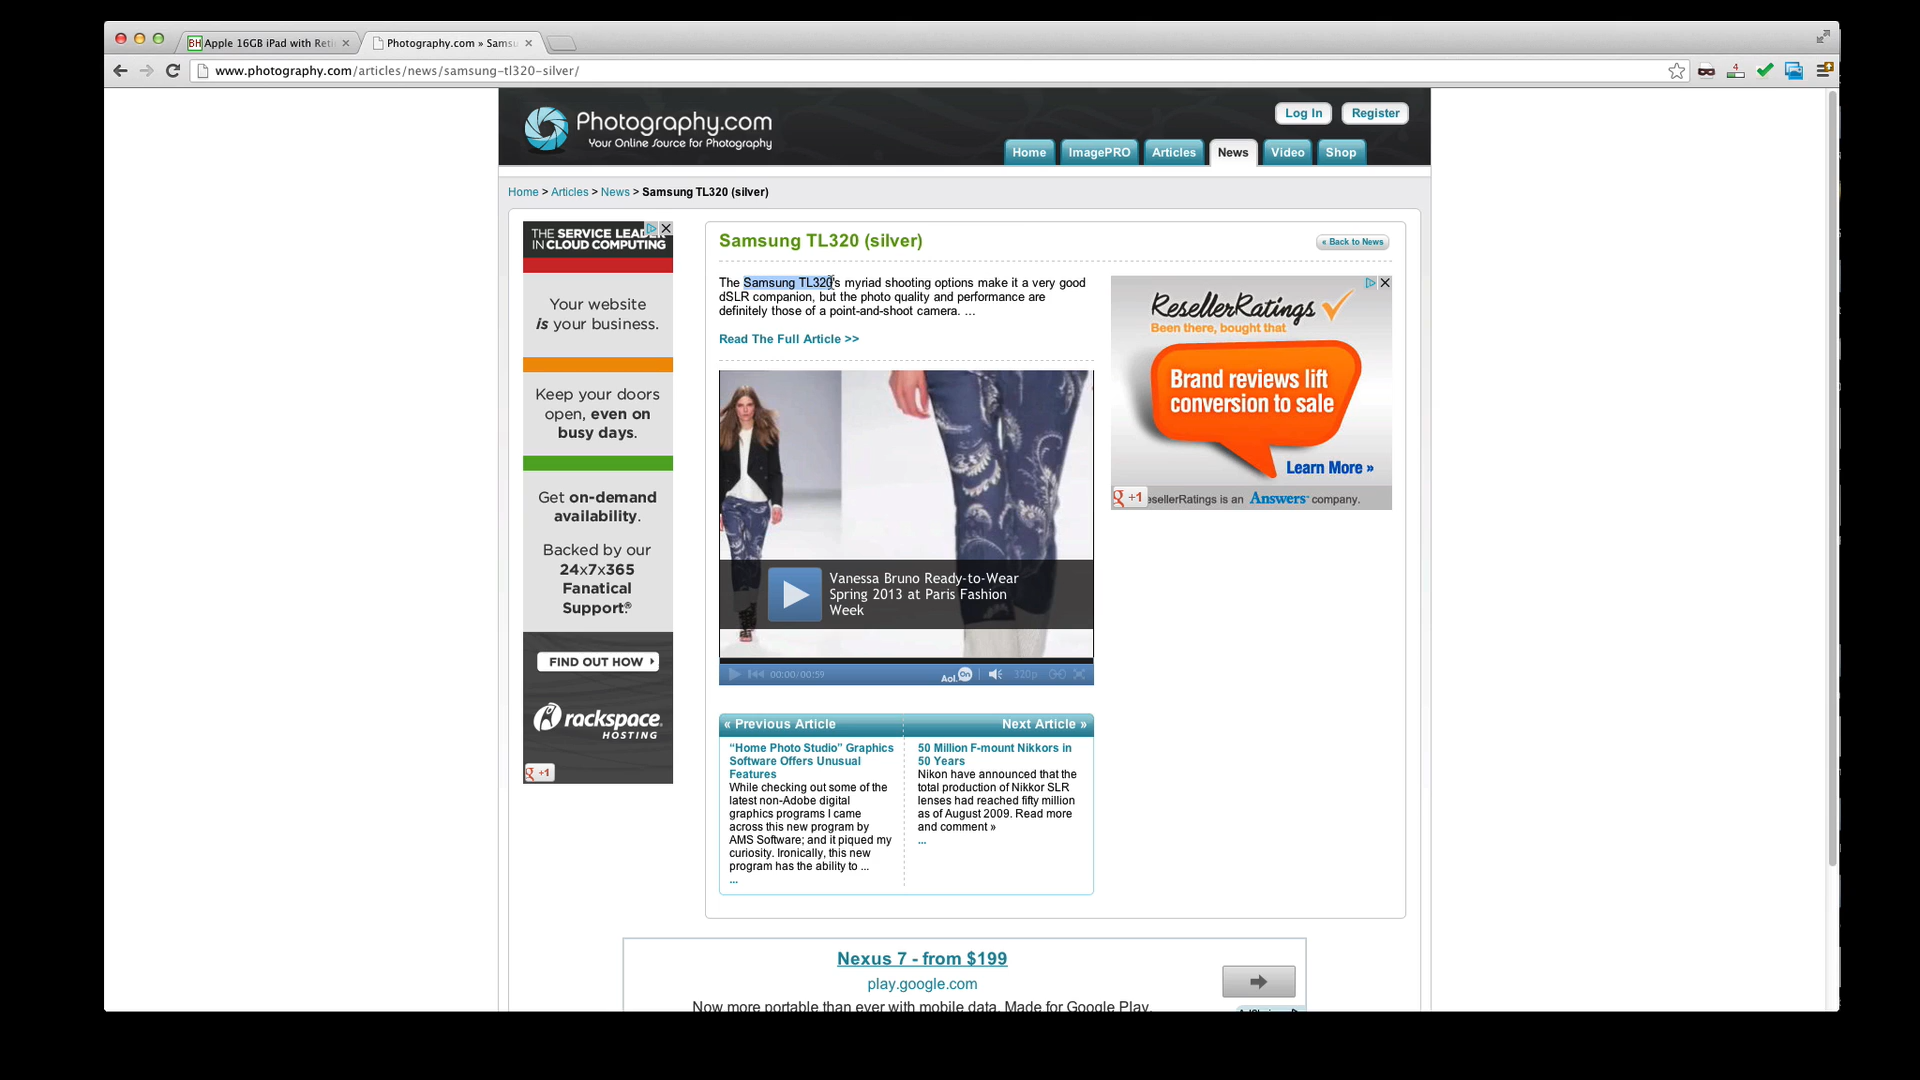 BH Apple 16GB iPad with Reti
Photography.com » Samsu
www.photography.com/articles/news/samsung-tl320-silver/
4
Photography.com
Your Online Source for Photography
Log In
Register
Home
ImagePRO
Articles
News
Video
Shop
Home > Articles > News > Samsung TL320 (silver)
THE SERVICE LEADER
IN CLOUD COMPUTING
Your website
is your business.
Keep your doors
open, even on
busy days.
Get on-demand
availability.
Backed by our
24x7x365
Fanatical
Support.®
FIND OUT HOW
rackspace.
HOSTING
g +1
Samsung TL320 (silver)
« Back to News
The Samsung TL320's myriad shooting options make it a very good
dSLR companion, but the photo quality and performance are
definitely those of a point-and-shoot camera. ...
Read The Full Article >>
Vanessa Bruno Ready-to-Wear
Spring 2013 at Paris Fashion
Week
00:00/00:59
Aol. On
320p
ResellerRatings
Been there, bought that
Brand reviews lift
conversion to sale
Learn More »
g +1
esellerRatings is an Answers company.
« Previous Article
Next Article »
“Home Photo Studio” Graphics
Software Offers Unusual
Features
While checking out some of the
latest non-Adobe digital
graphics programs I came
across this new program by
AMS Software; and it piqued my
curiosity. Ironically, this new
program has the ability to ...
...
50 Million F-mount Nikkors in
50 Years
Nikon have announced that the
total production of Nikkor SLR
lenses had reached fifty million
as of August 2009. Read more
and comment »
...
Nexus 7 - from $199
play.google.com
Now more portable than ever with mobile data. Made for Google Play.